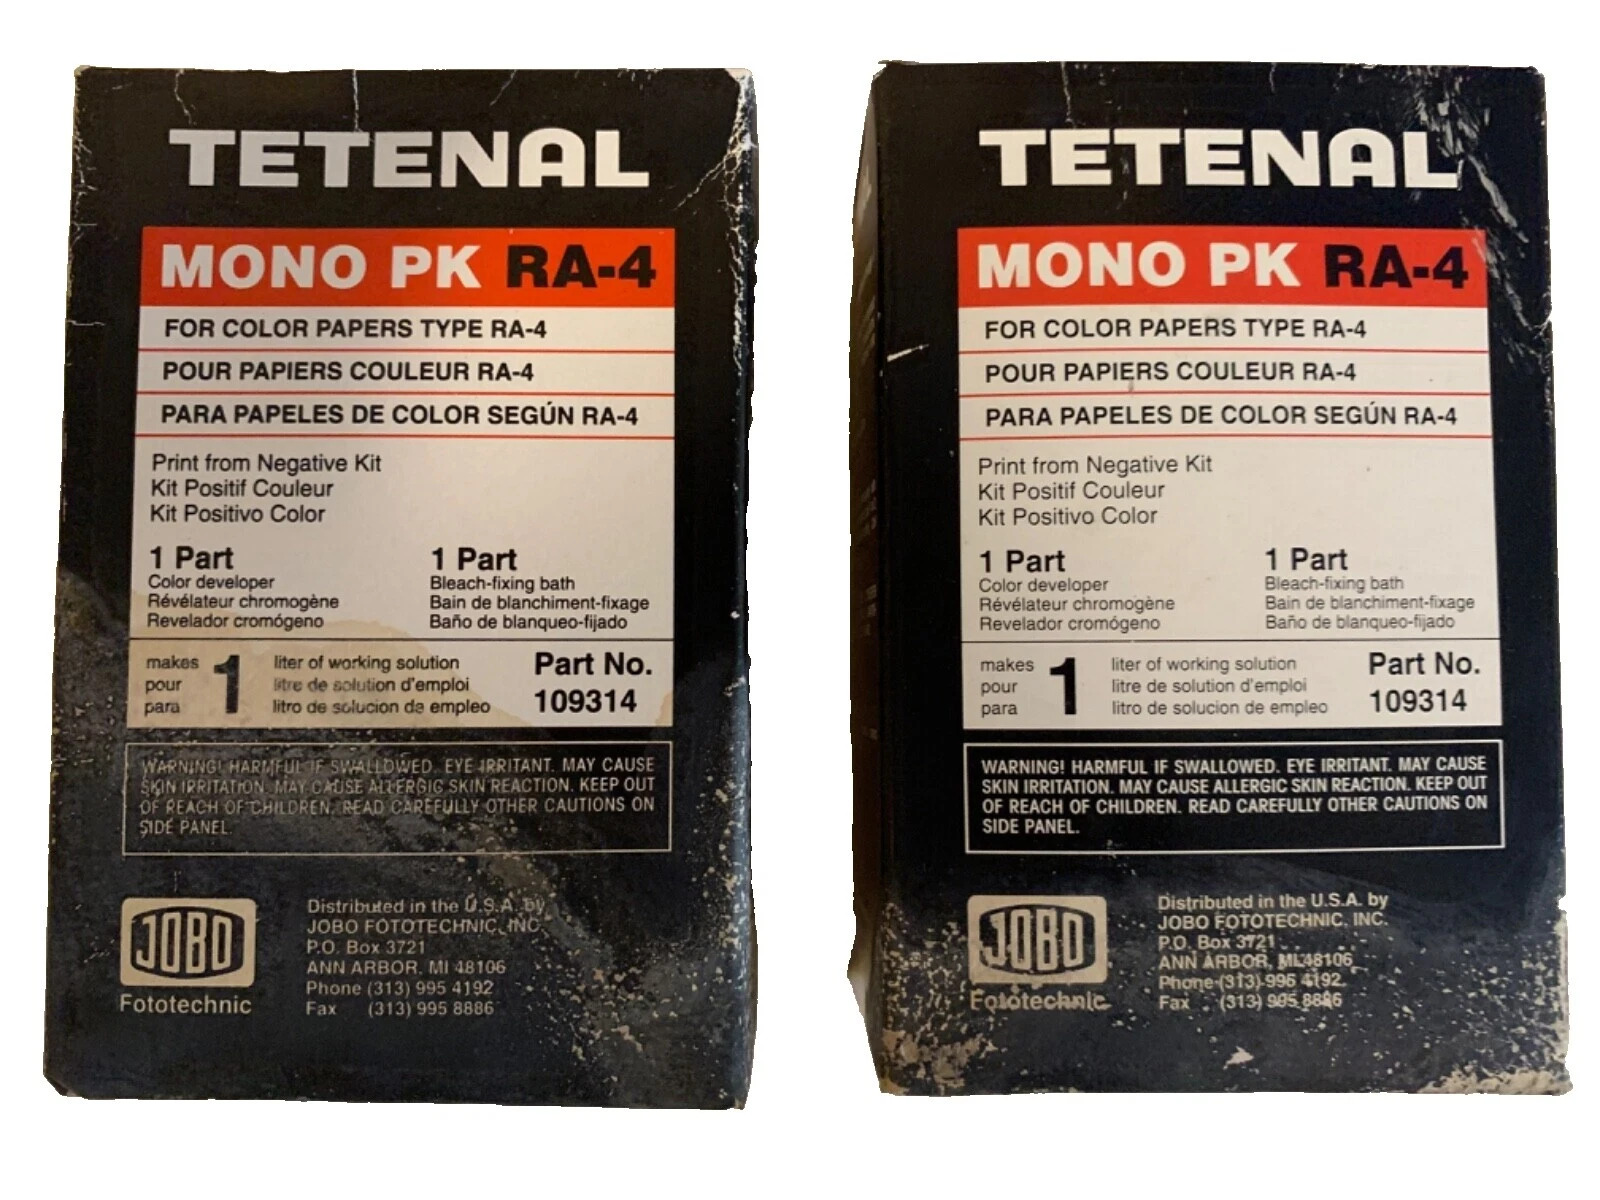 TETENAL
MONO PK RA-4
FOR COLOR PAPERS TYPE RA-4
POUR PAPIERS COULEUR RA-4
PARA PAPELES DE COLOR SEGÚN RA-4
Print from Negative Kit
Kit Positif Couleur
Kit Positivo Color
1 Part
Color developer
Révélateur chromogène
Revelador cromógeno
1 Part
Bleach-fixing bath
Bain de blanchiment-fixage
Baño de blanqueo-fijado
makes
pour
para
1
liter of working solution
litre de solution d'emploi
litro de solucion de empleo
Part No.
109314
WARNING! HARMFUL IF SWALLOWED. EYE IRRITANT. MAY CAUSE
SKIN IRRITATION. MAY CAUSE ALLERGIC SKIN REACTION. KEEP OUT
OF REACH OF CHILDREN. READ CAREFULLY OTHER CAUTIONS ON
SIDE PANEL.
JOBO
Fototechnic
Distributed in the U.S.A. by
JOBO FOTOTECHNIC, INC.
P.O. Box 3721
ANN ARBOR, MI 48106
Phone (313) 995 4192
Fax (313) 995 8886
TETENAL
MONO PK RA-4
FOR COLOR PAPERS TYPE RA-4
POUR PAPIERS COULEUR RA-4
PARA PAPELES DE COLOR SEGÚN RA-4
Print from Negative Kit
Kit Positif Couleur
Kit Positivo Color
1 Part
Color developer
Révélateur chromogène
Revelador cromógeno
1 Part
Bleach-fixing bath
Bain de blanchiment-fixage
Baño de blanqueo-fijado
makes
pour
para
1
liter of working solution
litre de solution d'emploi
litro de solucion de empleo
Part No.
109314
WARNING! HARMFUL IF SWALLOWED. EYE IRRITANT. MAY CAUSE
SKIN IRRITATION. MAY CAUSE ALLERGIC SKIN REACTION. KEEP OUT
OF REACH OF CHILDREN. READ CAREFULLY OTHER CAUTIONS ON
SIDE PANEL.
JOBO
Fototechnic
Distributed in the U.S.A. by
JOBO FOTOTECHNIC, INC.
P.O. Box 3721
ANN ARBOR, MI 48106
Phone (313) 995 4192
Fax (313) 995 8886